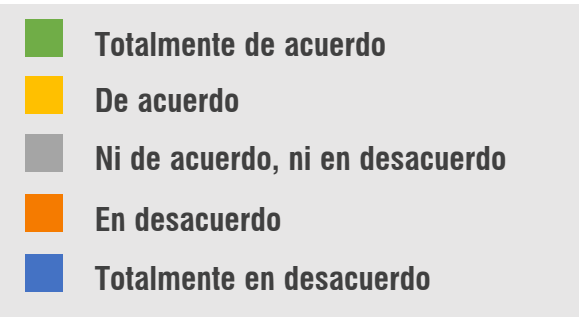 Totalmente de acuerdo
De acuerdo
Ni de acuerdo, ni en desacuerdo
En desacuerdo
Totalmente en desacuerdo